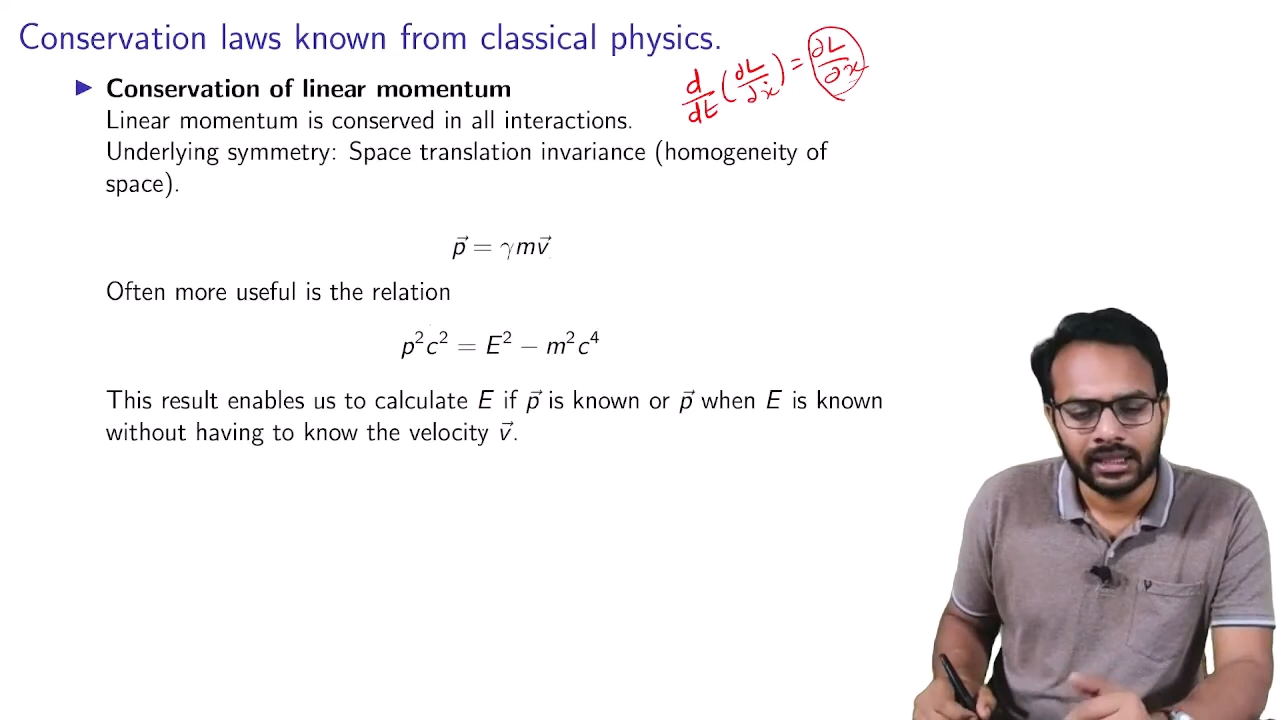 Conservation laws known from classical physics.
d/dt (∂L/∂ẋ) = ∂L/∂x
▶ Conservation of linear momentum
Linear momentum is conserved in all interactions.
Underlying symmetry: Space translation invariance (homogeneity of
space).
p⃗ = γmv⃗
Often more useful is the relation
p²c² = E² − m²c⁴
This result enables us to calculate E if p⃗ is known or p⃗ when E is known
without having to know the velocity v⃗.